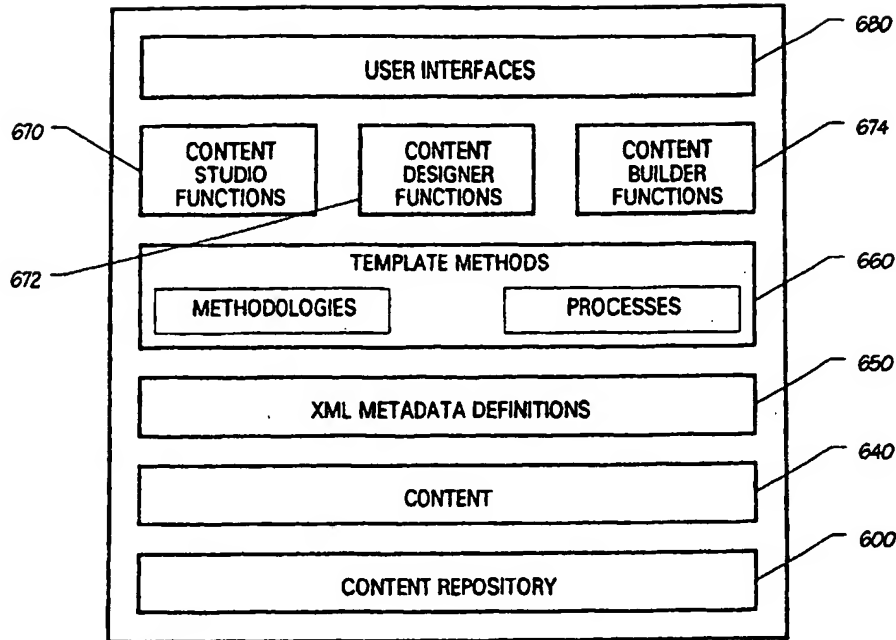 680
USER INTERFACES
670
674
CONTENT
STUDIO
FUNCTIONS
CONTENT
DESIGNER
FUNCTIONS
CONTENT
BUILDER
FUNCTIONS
672
TEMPLATE METHODS
660
METHODOLOGIES
PROCESSES
650
XML METADATA DEFINITIONS
640
CONTENT
600
CONTENT REPOSITORY